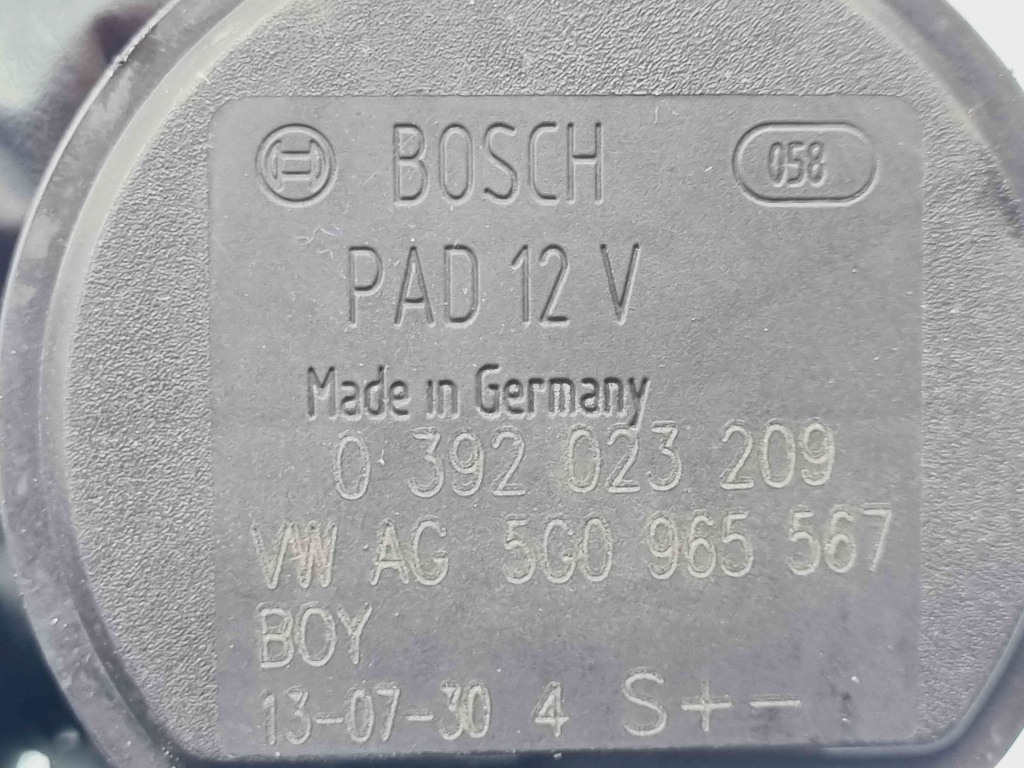 BOSCH 058
PAD 12 V
Made in Germany
0 392 023 209
VW AG 5G0 965 567
BOY
13-07-30 4 S+-